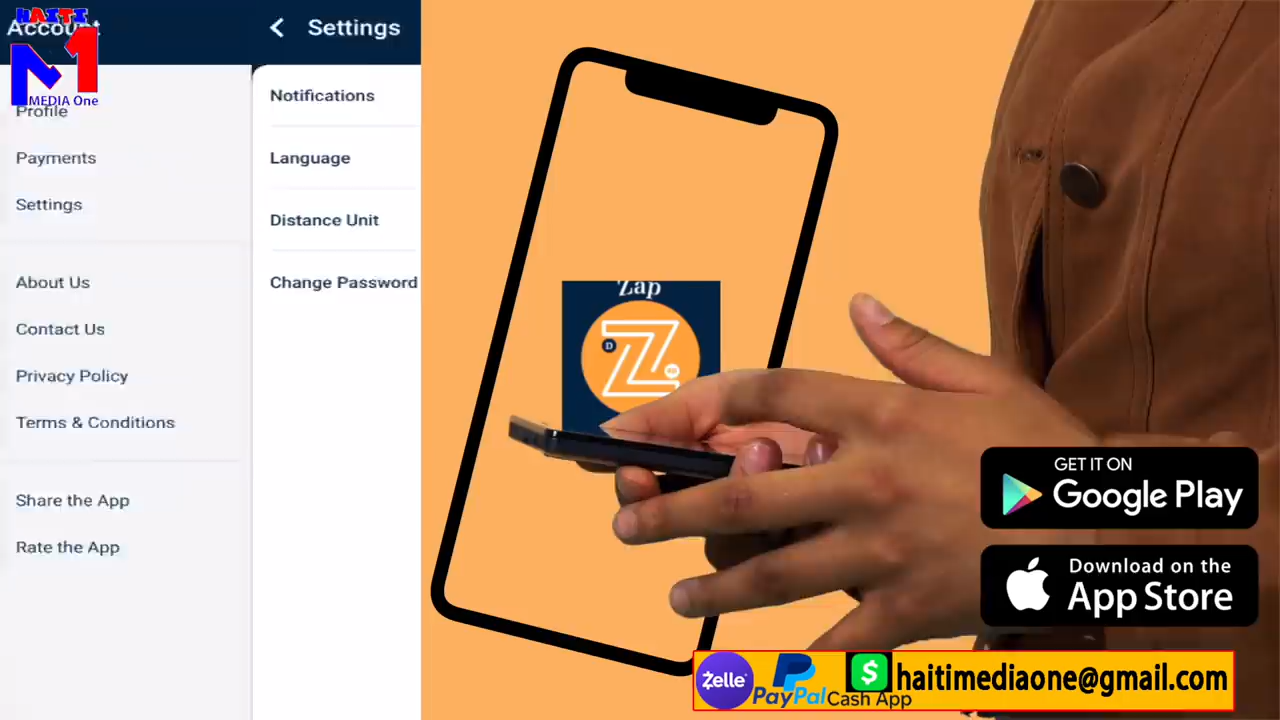 HAITI
MEDIA One
Account
Profile
Payments
Settings
About Us
Contact Us
Privacy Policy
Terms & Conditions
Share the App
Rate the App
Settings
Notifications
Language
Distance Unit
Change Password
Zap
D
Z
GET IT ON
Google Play
Download on the
App Store
Zelle
PayPal
$
Cash App
haitimediaone@gmail.com